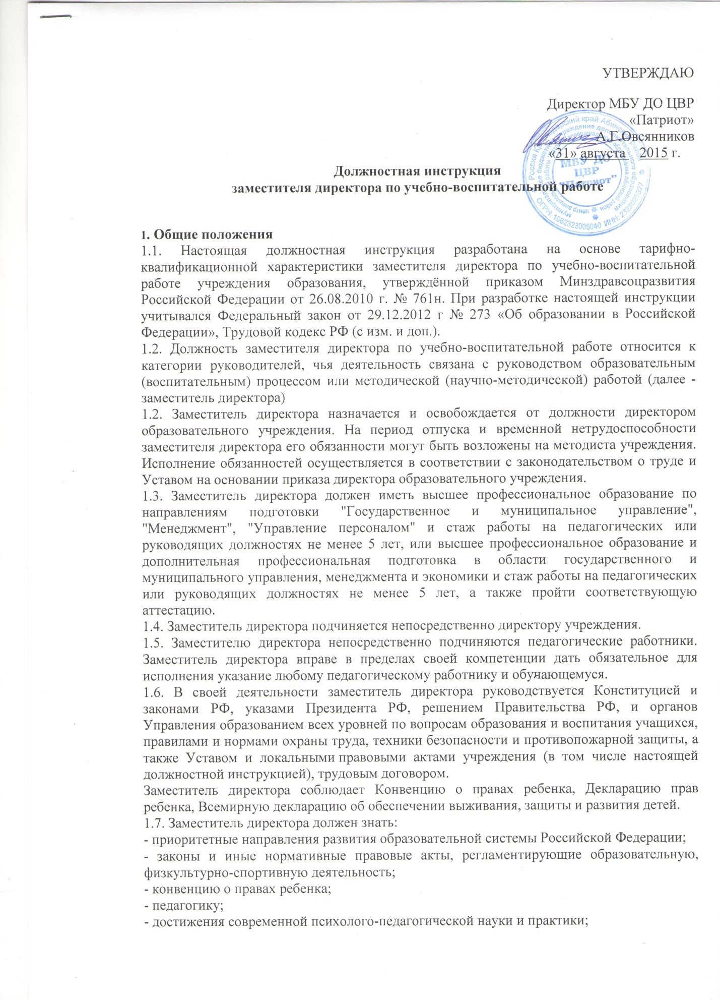 УТВЕРЖДАЮ
Директор МБУ ДО ЦВР
«Патриот»
_________А.Г.Овсянников
«31» августа 2015 г.
МБУ ДО
ЦВР
“Патриот”
ОГРН: 1062323005040 ИНН: 2323025327
Должностная инструкция
заместителя директора по учебно-воспитательной работе
1. Общие положения
1.1. Настоящая должностная инструкция разработана на основе тарифно-
квалификационной характеристики заместителя директора по учебно-воспитательной
работе учреждения образования, утверждённой приказом Минздравсоцразвития
Российской Федерации от 26.08.2010 г. № 761н. При разработке настоящей инструкции
учитывался Федеральный закон от 29.12.2012 г № 273 «Об образовании в Российской
Федерации», Трудовой кодекс РФ (с изм. и доп.).
1.2. Должность заместителя директора по учебно-воспитательной работе относится к
категории руководителей, чья деятельность связана с руководством образовательным
(воспитательным) процессом или методической (научно-методической) работой (далее -
заместитель директора)
1.2. Заместитель директора назначается и освобождается от должности директором
образовательного учреждения. На период отпуска и временной нетрудоспособности
заместителя директора его обязанности могут быть возложены на методиста учреждения.
Исполнение обязанностей осуществляется в соответствии с законодательством о труде и
Уставом на основании приказа директора образовательного учреждения.
1.3. Заместитель директора должен иметь высшее профессиональное образование по
направлениям подготовки "Государственное и муниципальное управление",
"Менеджмент", "Управление персоналом" и стаж работы на педагогических или
руководящих должностях не менее 5 лет, или высшее профессиональное образование и
дополнительная профессиональная подготовка в области государственного и
муниципального управления, менеджмента и экономики и стаж работы на педагогических
или руководящих должностях не менее 5 лет, а также пройти соответствующую
аттестацию.
1.4. Заместитель директора подчиняется непосредственно директору учреждения.
1.5. Заместителю директора непосредственно подчиняются педагогические работники.
Заместитель директора вправе в пределах своей компетенции дать обязательное для
исполнения указание любому педагогическому работнику и обучающемуся.
1.6. В своей деятельности заместитель директора руководствуется Конституцией и
законами РФ, указами Президента РФ, решением Правительства РФ, и органов
Управления образованием всех уровней по вопросам образования и воспитания учащихся,
правилами и нормами охраны труда, техники безопасности и противопожарной защиты, а
также Уставом и локальными правовыми актами учреждения (в том числе настоящей
должностной инструкцией), трудовым договором.
Заместитель директора соблюдает Конвенцию о правах ребенка, Декларацию прав
ребенка, Всемирную декларацию об обеспечении выживания, защиты и развития детей.
1.7. Заместитель директора должен знать:
- приоритетные направления развития образовательной системы Российской Федерации;
- законы и иные нормативные правовые акты, регламентирующие образовательную,
физкультурно-спортивную деятельность;
- конвенцию о правах ребенка;
- педагогику;
- достижения современной психолого-педагогической науки и практики;